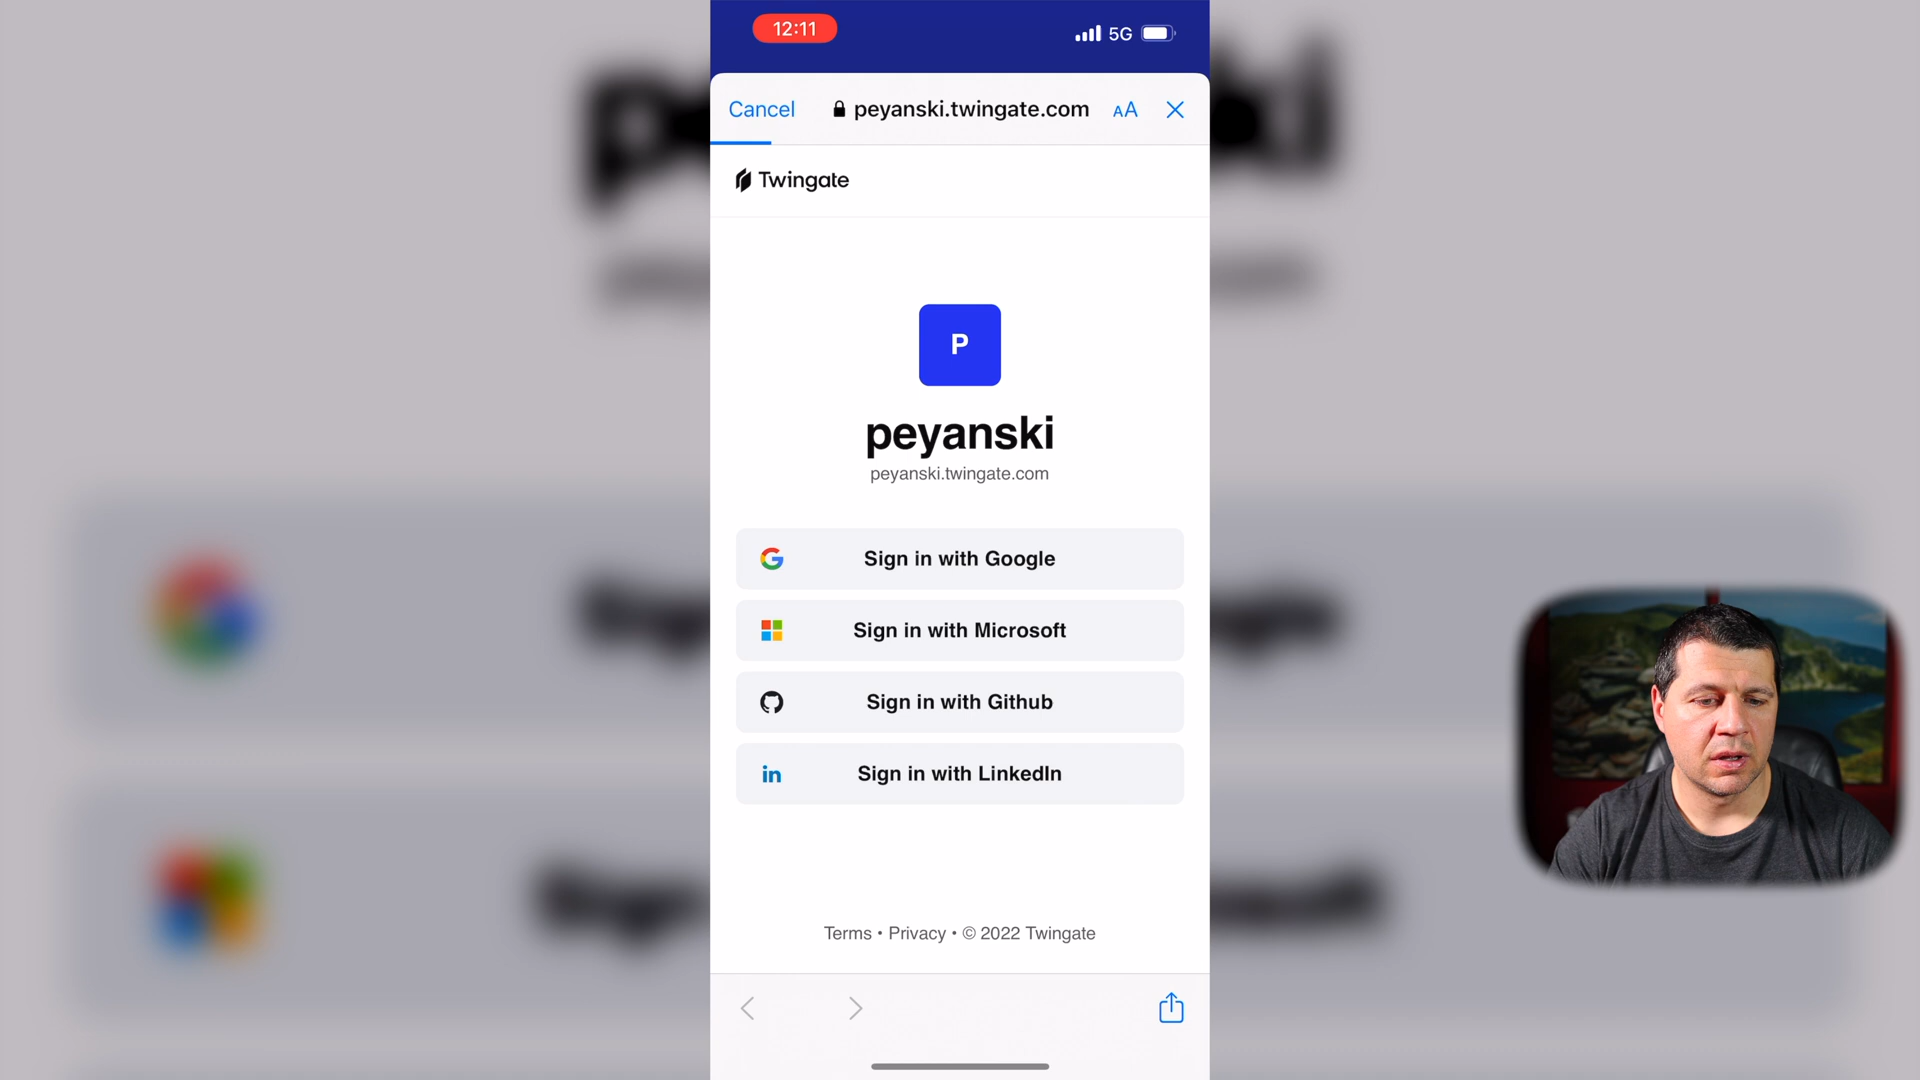 12:11
5G
Cancel
peyanski.twingate.com
AA
Twingate
P
peyanski
peyanski.twingate.com
Sign in with Google
Sign in with Microsoft
Sign in with Github
in
Sign in with LinkedIn
Terms • Privacy • © 2022 Twingate